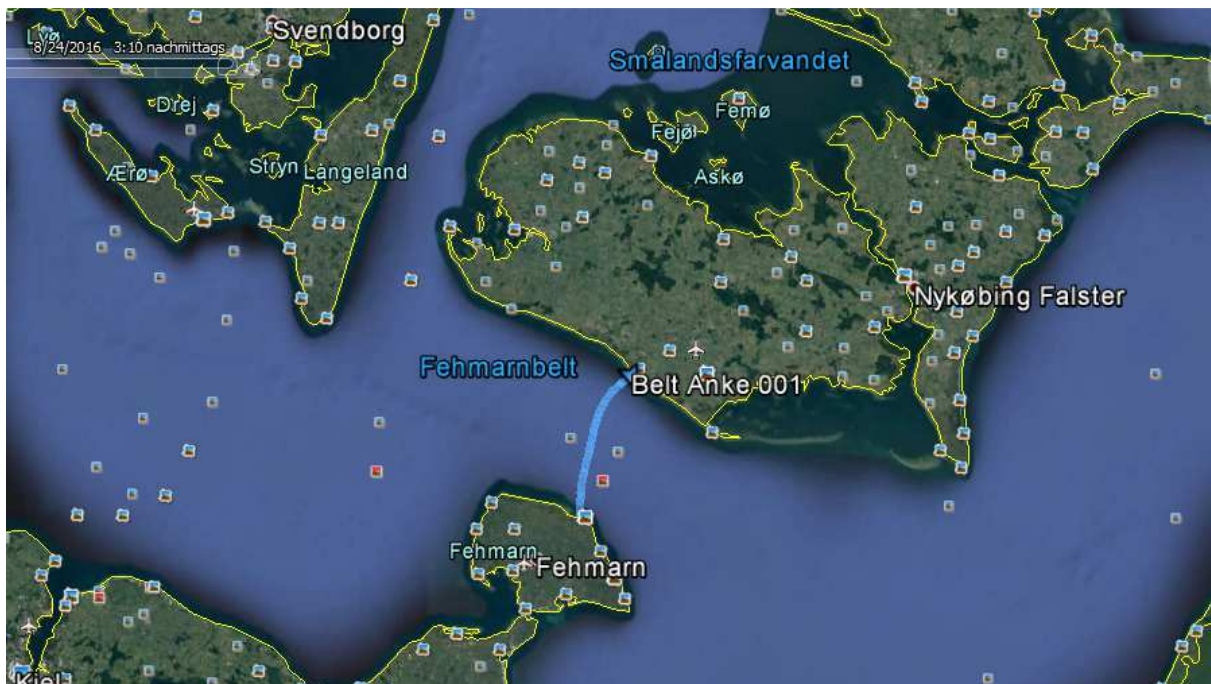 Svendborg
Lyø
8/24/2016 3:10 nachmittags
Smålandsfarvandet
Drej
Femø
Fejø
Ærø
Stryn
Langeland
Askø
Nykøbing Falster
Fehmarnbelt
Belt Anke 001
Fehmarn
Fehmarn
Kiel